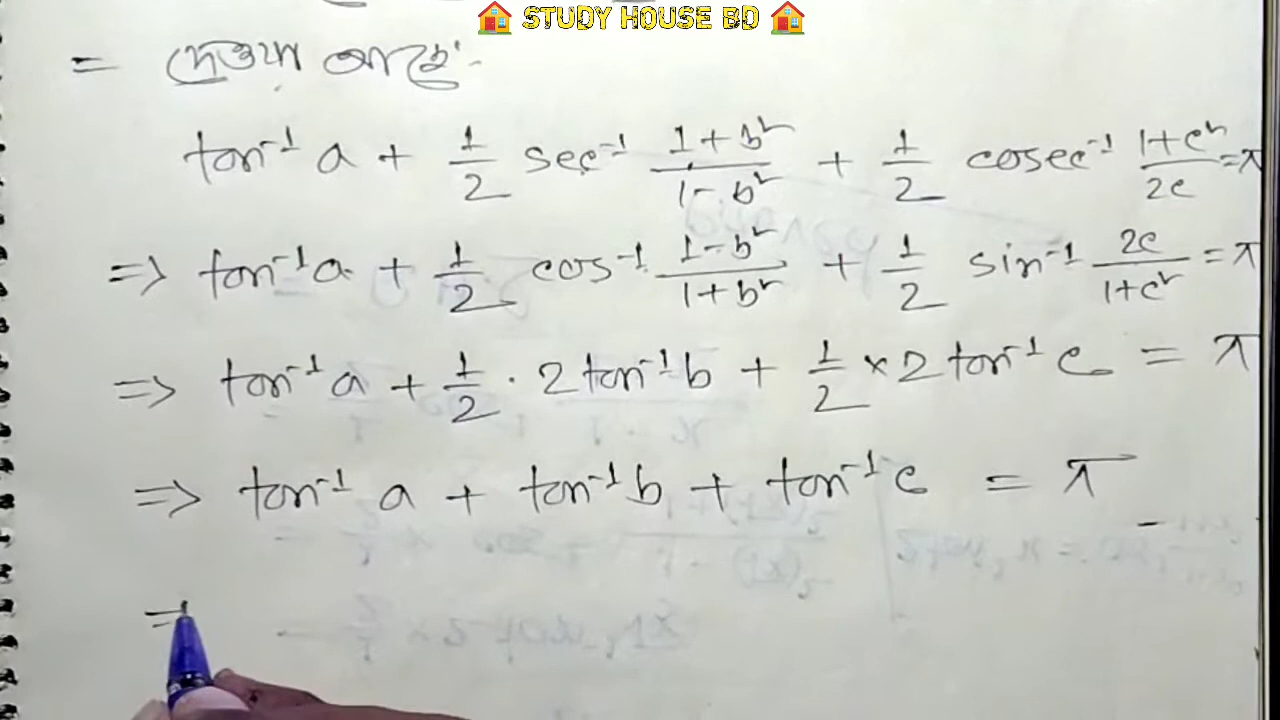 🏠 STUDY HOUSE BD 🏠
= দেওয়া আছে,
tan⁻¹ a + 1/2 sec⁻¹ (1+b²)/(1-b²) + 1/2 cosec⁻¹ (1+c²)/(2c) = π
=> tan⁻¹ a + 1/2 cos⁻¹ (1-b²)/(1+b²) + 1/2 sin⁻¹ (2c)/(1+c²) = π
=> tan⁻¹ a + 1/2 · 2 tan⁻¹ b + 1/2 × 2 tan⁻¹ c = π
=> tan⁻¹ a + tan⁻¹ b + tan⁻¹ c = π
=